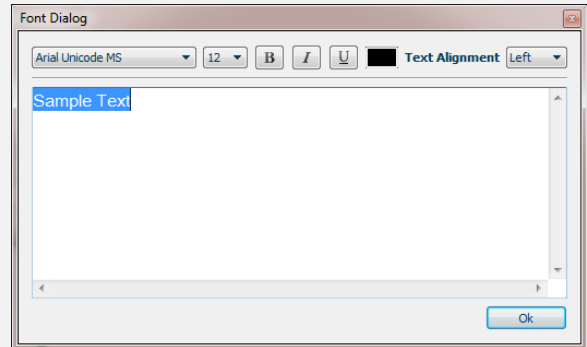 Font Dialog
Arial Unicode MS 12 B I U Text Alignment Left
Sample Text
Ok